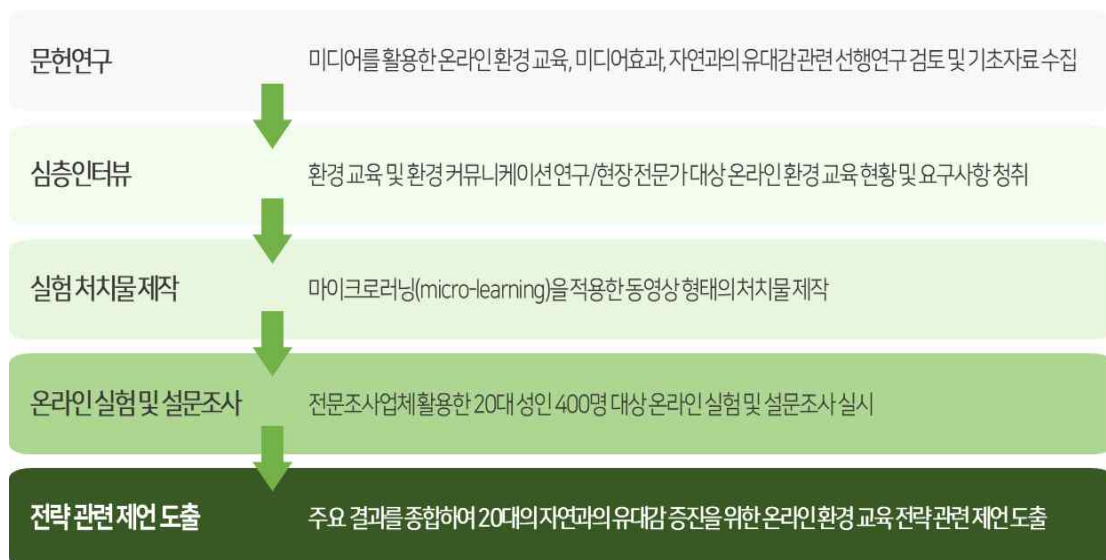 문헌연구
미디어를 활용한 온라인 환경 교육, 미디어효과, 자연과의 유대감 관련 선행연구 검토 및 기초자료 수집
심층인터뷰
환경 교육 및 환경 커뮤니케이션 연구/현장 전문가 대상 온라인 환경 교육 현황 및 요구사항 청취
실험 처치물 제작
마이크로러닝(micro-learning)을 적용한 동영상 형태의 처치물 제작
온라인 실험 및 설문조사
전문조사업체 활용한 20대 성인 400명 대상 온라인 실험 및 설문조사 실시
전략 관련 제언 도출
주요 결과를 종합하여 20대의 자연과의 유대감 증진을 위한 온라인 환경 교육 전략 관련 제언 도출